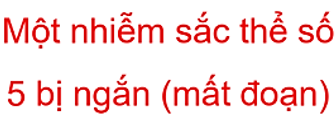 Một nhiễm sắc thể số
5 bị ngắn (mất đoạn)